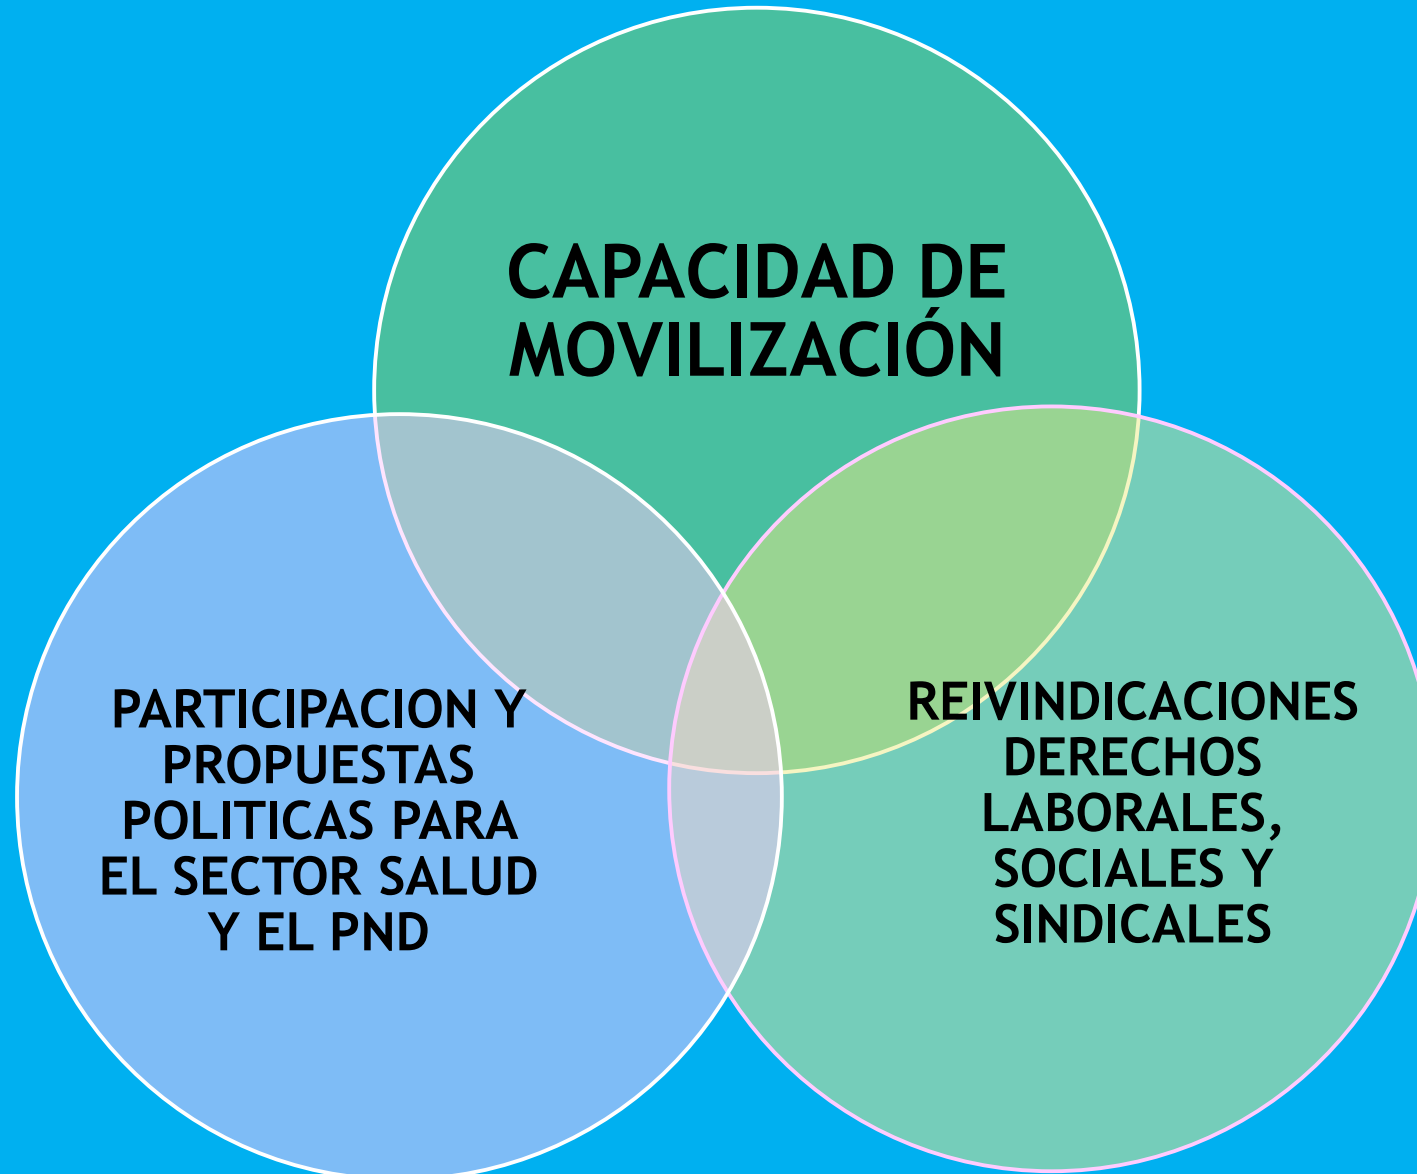 CAPACIDAD DE
MOVILIZACIÓN
PARTICIPACION Y
PROPUESTAS
POLITICAS PARA
EL SECTOR SALUD
Y EL PND
REIVINDICACIONES
DERECHOS
LABORALES,
SOCIALES Y
SINDICALES